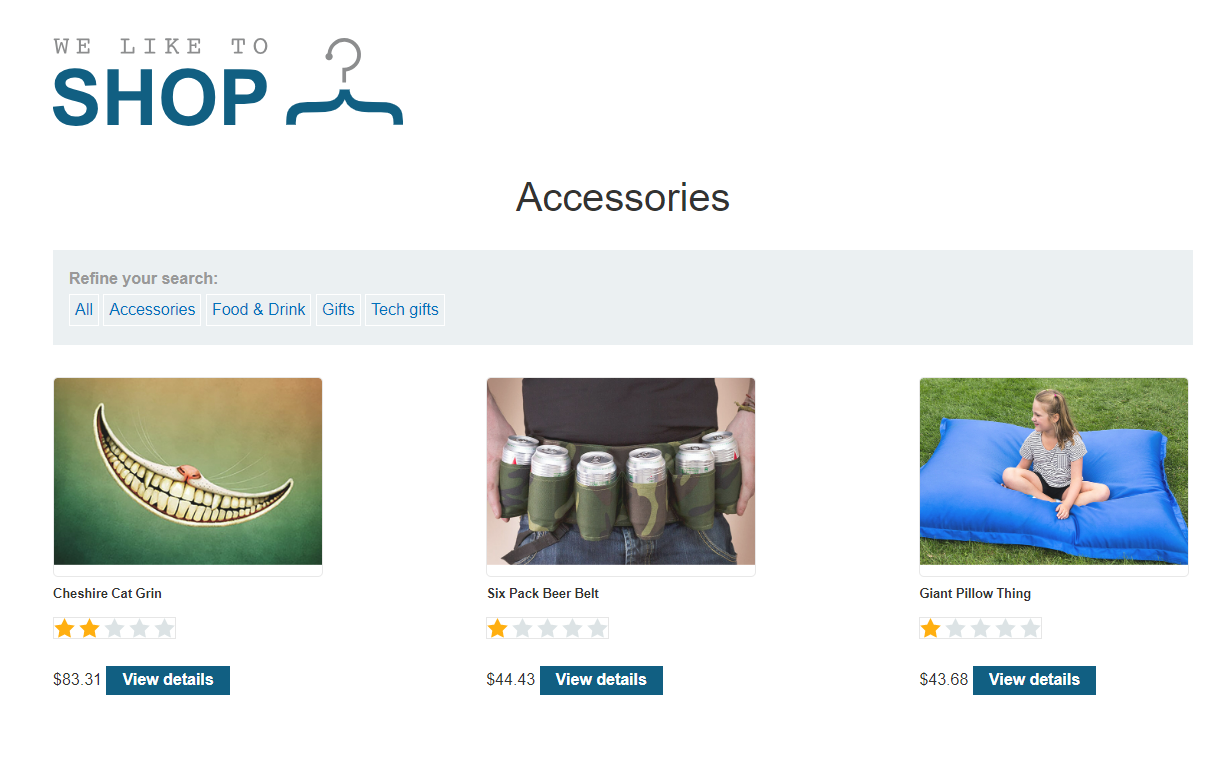 WE LIKE TO
SHOP
Accessories
Refine your search:
All Accessories Food & Drink Gifts Tech gifts
Cheshire Cat Grin
Six Pack Beer Belt
Giant Pillow Thing
$83.31 View details
$44.43 View details
$43.68 View details